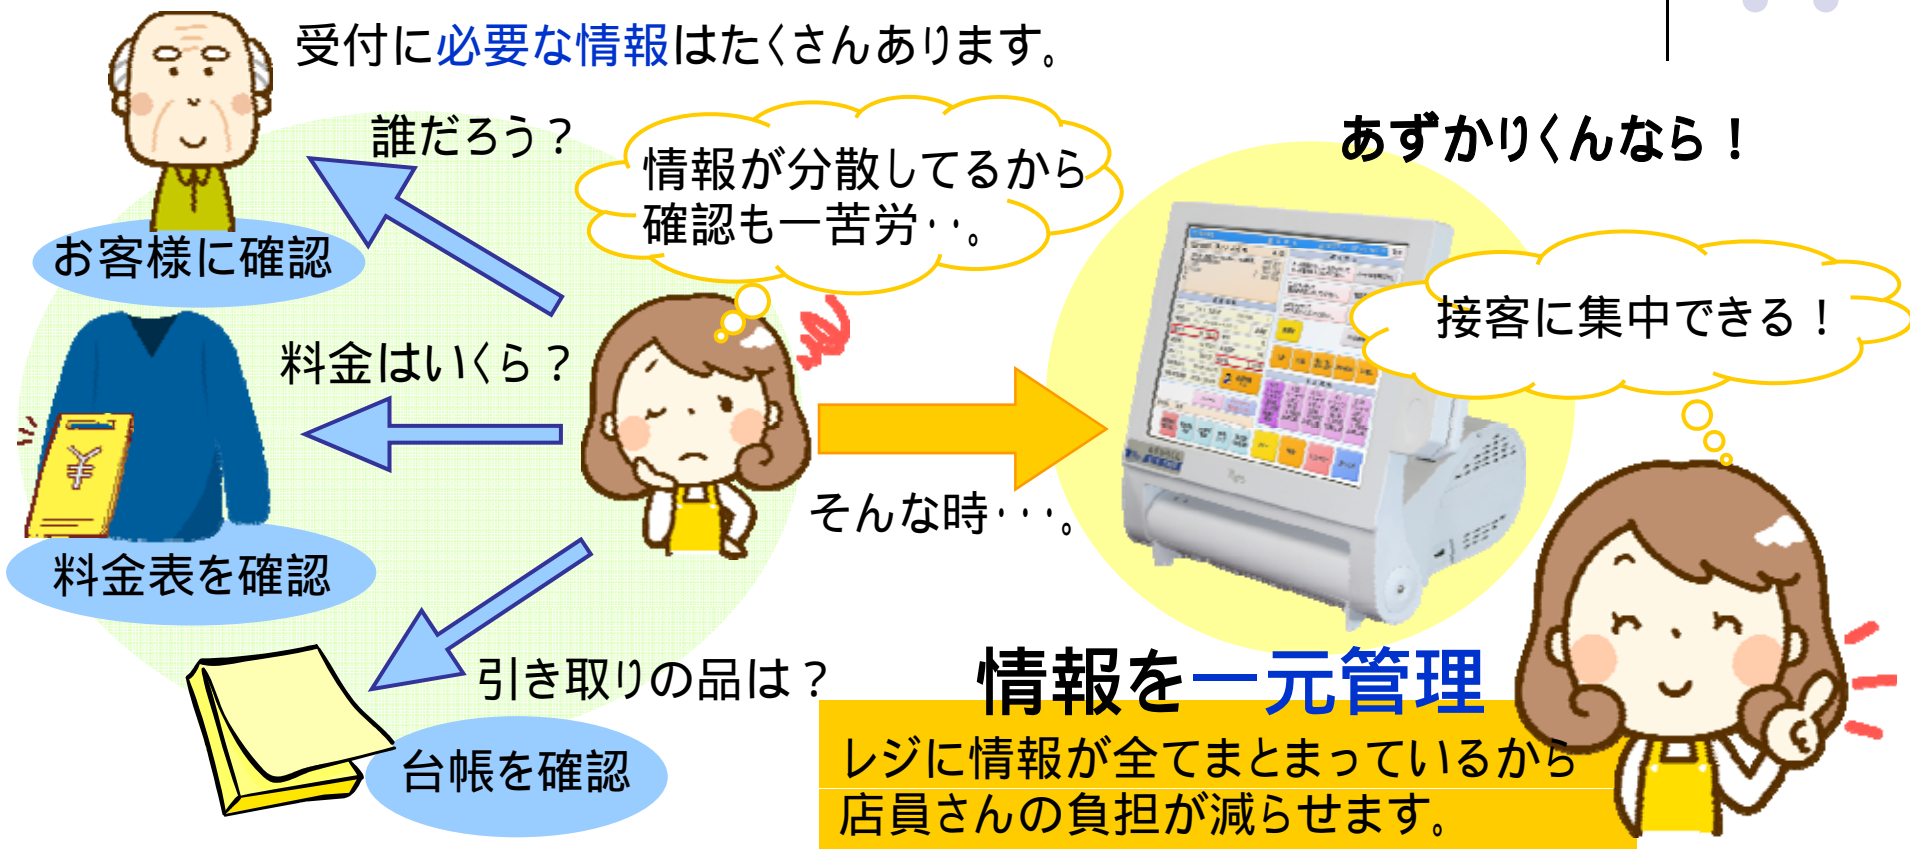 受付に必要な情報はたくさんあります。
誰だろう？
情報が分散してるから
確認も一苦労・・。
お客様に確認
料金はいくら？
料金表を確認
引き取りの品は？
台帳を確認
そんな時・・・。
あずかりくんなら！
接客に集中できる！
情報を一元管理
レジに情報が全てまとまっているから
店員さんの負担が減らせます。
¥